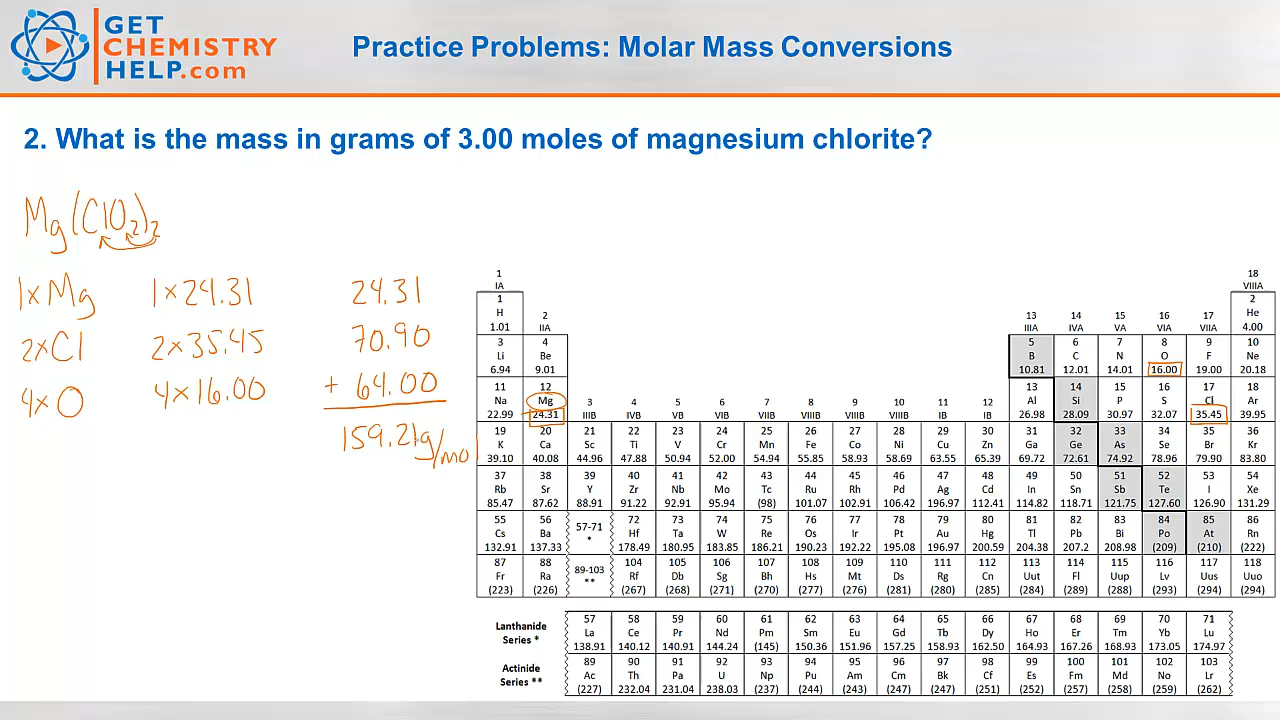 GET
CHEMISTRY
HELP.com
Practice Problems: Molar Mass Conversions
2. What is the mass in grams of 3.00 moles of magnesium chlorite?
Mg(ClO2)2
1×Mg 1×24.31 24.31
2×Cl 2×35.45 70.90
4×O 4×16.00 + 64.00
159.21g/mo
1 18
IA VIIIA
1 2 13 14 15 16 17 2
H IIA IIIA IVA VA VIA VIIA He
1.01 4.00
3 4 5 6 7 8 9 10
Li Be B C N O F Ne
6.94 9.01 10.81 12.01 14.01 16.00 19.00 20.18
11 12 13 14 15 16 17 18
Na Mg 3 4 5 6 7 8 9 10 11 12 Al Si P S Cl Ar
22.99 24.31 IIIB IVB VB VIB VIIB VIIIB VIIIB VIIIB IB IB 26.98 28.09 30.97 32.07 35.45 39.95
19 20 21 22 23 24 25 26 27 28 29 30 31 32 33 34 35 36
K Ca Sc Ti V Cr Mn Fe Co Ni Cu Zn Ga Ge As Se Br Kr
39.10 40.08 44.96 47.88 50.94 52.00 54.94 55.85 58.93 58.69 63.55 65.39 69.72 72.61 74.92 78.96 79.90 83.80
37 38 39 40 41 42 43 44 45 46 47 48 49 50 51 52 53 54
Rb Sr Y Zr Nb Mo Tc Ru Rh Pd Ag Cd In Sn Sb Te I Xe
85.47 87.62 88.91 91.22 92.91 95.94 (98) 101.07 102.91 106.42 196.97 112.41 114.82 118.71 121.75 127.60 126.90 131.29
55 56 57-71 72 73 74 75 76 77 78 79 80 81 82 83 84 85 86
Cs Ba * Hf Ta W Re Os Ir Pt Au Hg Tl Pb Bi Po At Rn
132.91 137.33 178.49 180.95 183.85 186.21 190.23 192.22 195.08 196.97 200.59 204.38 207.2 208.98 (209) (210) (222)
87 88 89-103 104 105 106 107 108 109 110 111 112 113 114 115 116 117 118
Fr Ra ** Rf Db Sg Bh Hs Mt Ds Rg Cn Uut Fl Uup Lv Uus Uuo
(223) (226) (267) (268) (271) (270) (277) (276) (281) (280) (285) (284) (289) (288) (293) (294) (294)
Lanthanide 57 58 59 60 61 62 63 64 65 66 67 68 69 70 71
Series * La Ce Pr Nd Pm Sm Eu Gd Tb Dy Ho Er Tm Yb Lu
138.91 140.12 140.91 144.24 (145) 150.36 151.96 157.25 158.93 162.50 164.93 167.26 168.93 173.05 174.97
Actinide 89 90 91 92 93 94 95 96 97 98 99 100 101 102 103
Series ** Ac Th Pa U Np Pu Am Cm Bk Cf Es Fm Md No Lr
(227) 232.04 231.04 238.03 (237) (244) (243) (247) (247) (251) (252) (257) (258) (259) (262)